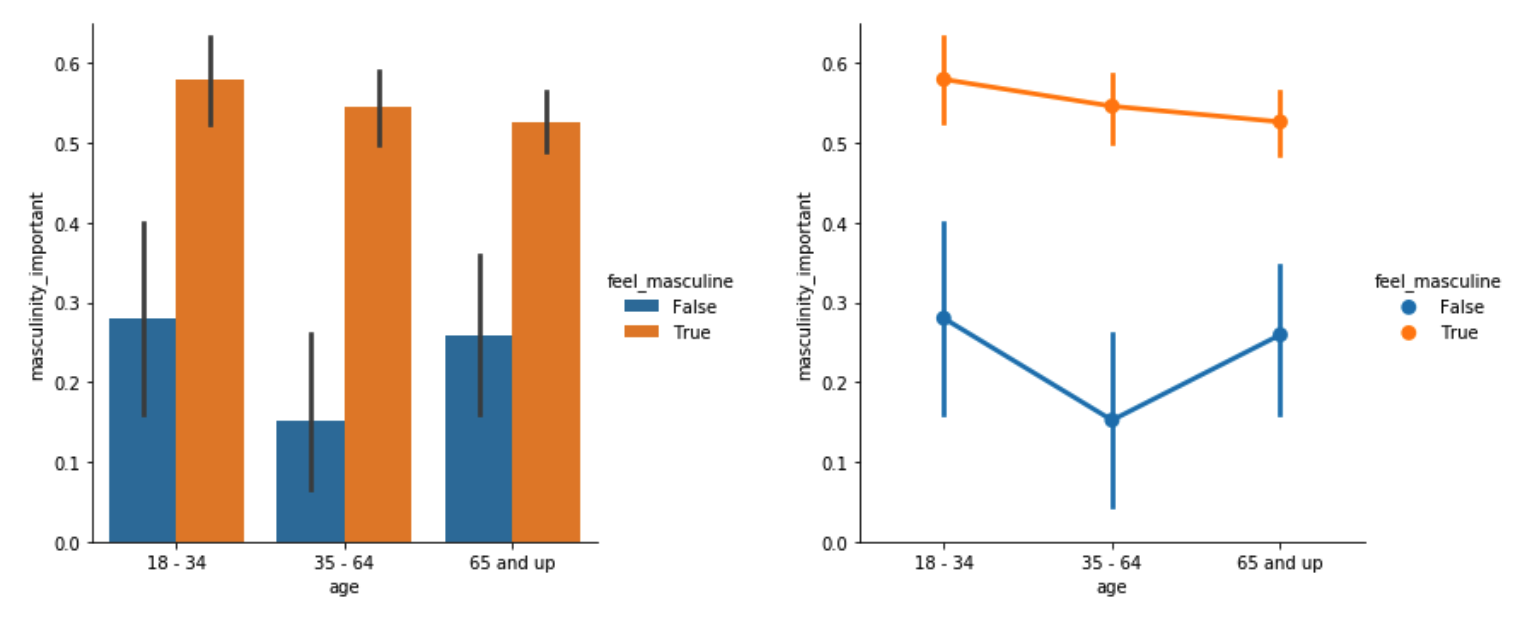 masculinity_important
0.6
0.5
0.4
0.3
0.2
0.1
0.0
18 - 34
35 - 64
65 and up
age
feel_masculine
False
True
masculinity_important
0.6
0.5
0.4
0.3
0.2
0.1
0.0
18 - 34
35 - 64
65 and up
age
feel_masculine
False
True